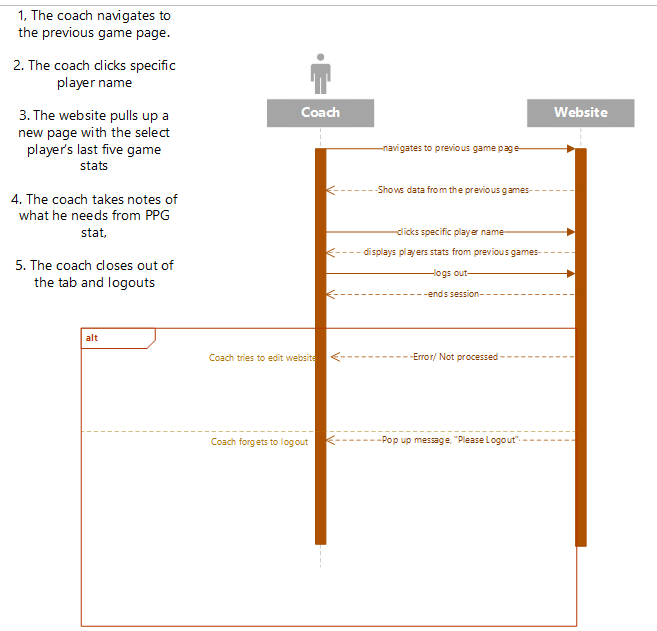 1, The coach navigates to
the previous game page.
2. The coach clicks specific
player name
3. The website pulls up a
new page with the select
player's last five game
stats
4. The coach takes notes of
what he needs from PPG
stat,
5. The coach closes out of
the tab and logouts
Coach
Website
navigates to previous game page
Shows data from the previous games
clicks specific player name
displays players stats from previous games
logs out
ends session
alt
Coach tries to edit website
Error/ Not processed
Coach forgets to logout
Pop up message, "Please Logout"